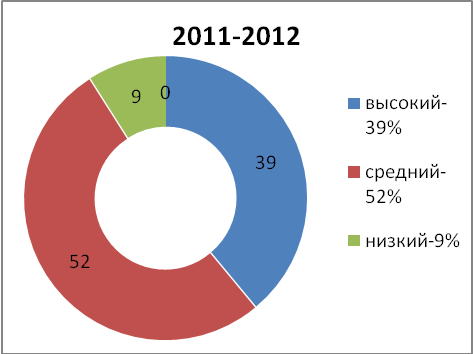 2011-2012
9
0
39
52
высокий-
39%
средний-
52%
низкий-9%